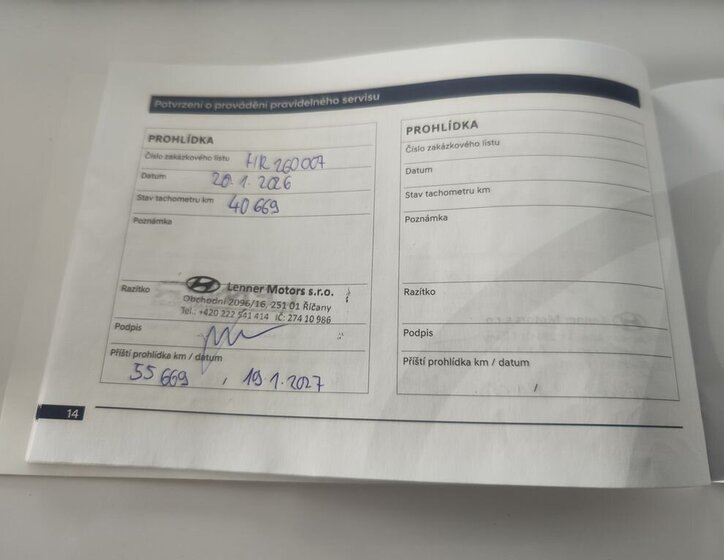 Potvrzení o provádění pravidelného servisu
PROHLÍDKA
Číslo zakázkového listu HR 260007
Datum 20.1.2026
Stav tachometru km 40 669
Poznámka
Razítko
Lenner Motors s.r.o.
Obchodní 2096/16, 251 01 Říčany
Tel.: +420 222 541 414 IČ: 274 10 986
Podpis
Příští prohlídka km / datum
55 669 , 19.1.2027
14
PROHLÍDKA
Číslo zakázkového listu
Datum
Stav tachometru km
Poznámka
Razítko
Podpis
Příští prohlídka km / datum
/